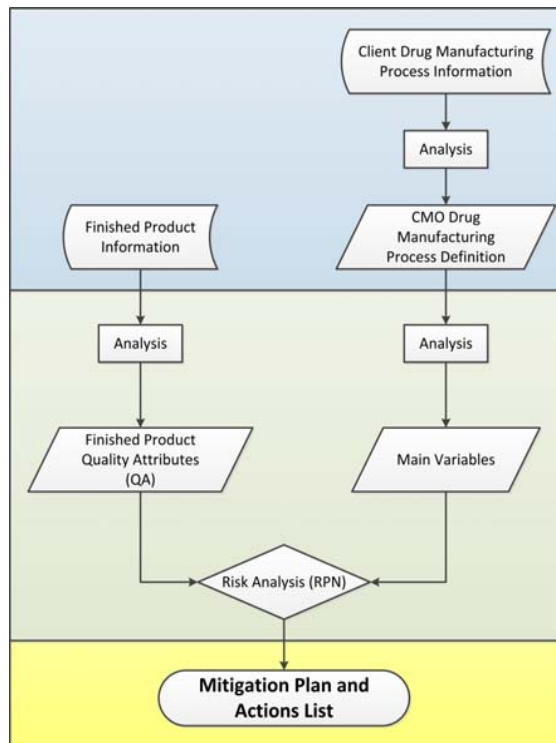 Client Drug Manufacturing
Process Information
Analysis
CMO Drug
Manufacturing
Process Definition
Finished Product
Information
Analysis
Analysis
Finished Product
Quality Attributes
(QA)
Main Variables
Risk Analysis (RPN)
Mitigation Plan and
Actions List